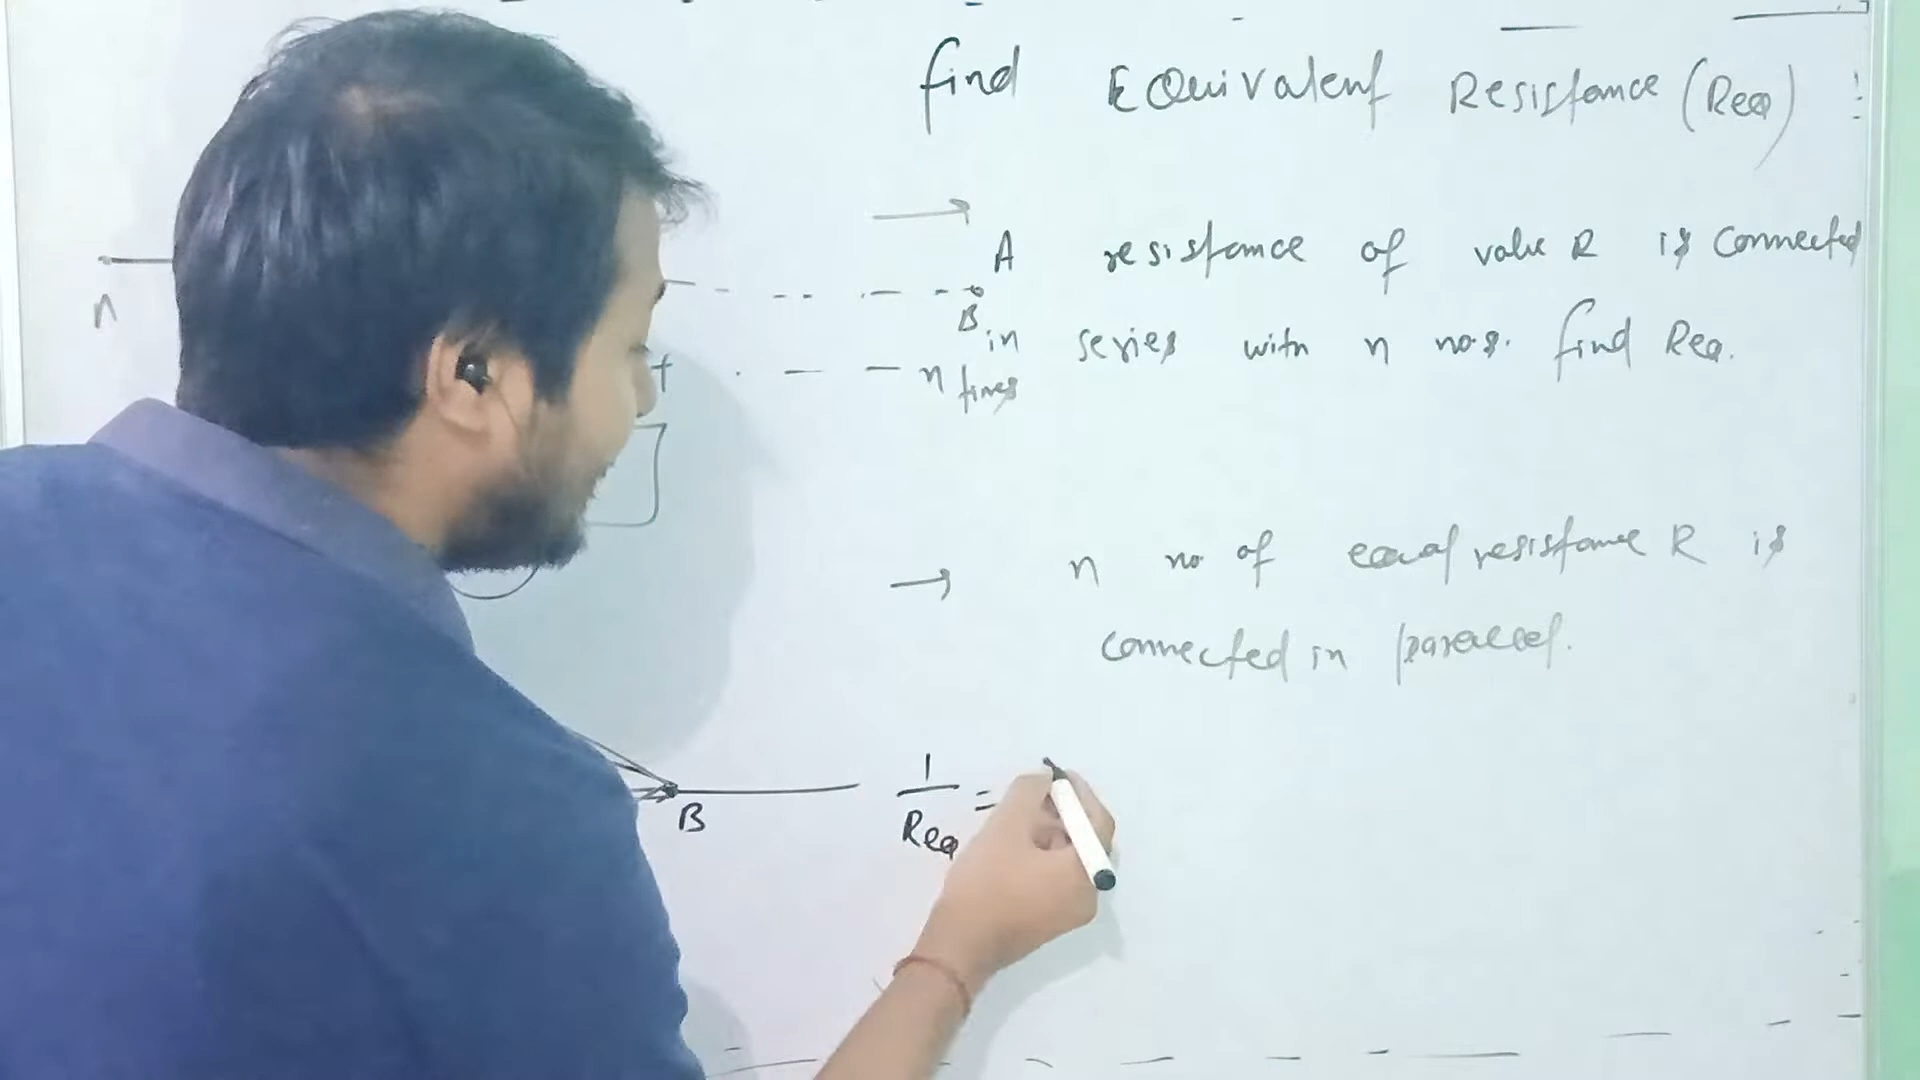 find Equivalent Resistance (Req) :
→ A resistance of value R is connected
in series with n no.s. find Req.
n
B
+ - - - n times
→ n no of equal resistance R is
connected in parallel.
B
1/Req =